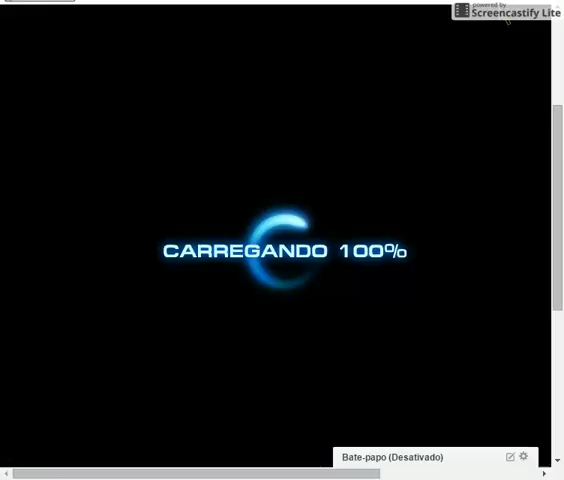 powered by
Screencastify Lite
CARREGANDO 100%
Bate-papo (Desativado)